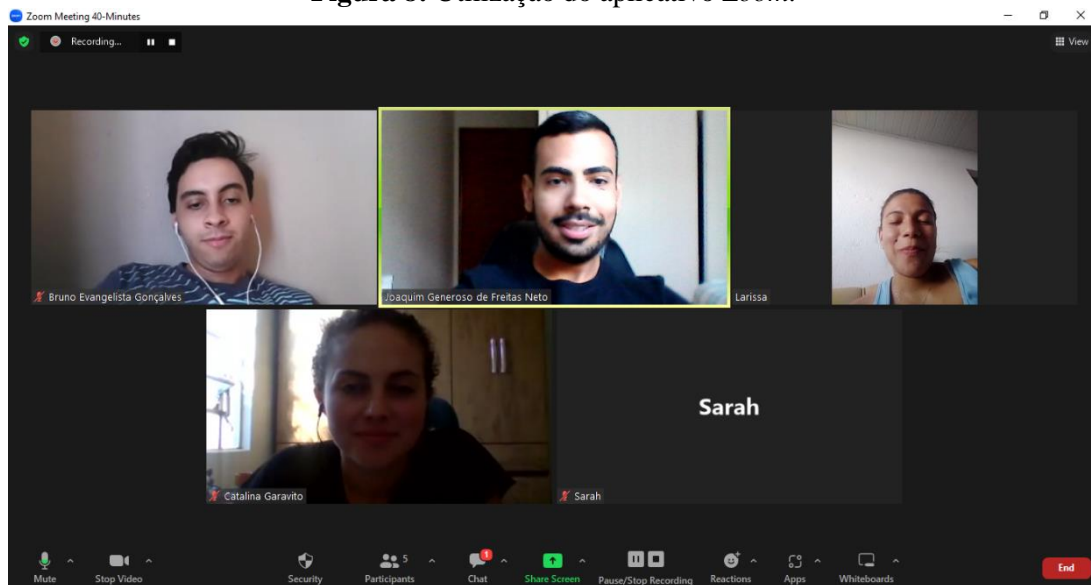 Zoom Meeting 40-Minutes
Recording...
View
Bruno Evangelista Gonçalves
Joaquim Generoso de Freitas Neto
Larissa
Catalina Garavito
Sarah
Sarah
Mute
Stop Video
Security
5
Participants
1
Chat
Share Screen
Pause/Stop Recording
Reactions
Apps
Whiteboards
End